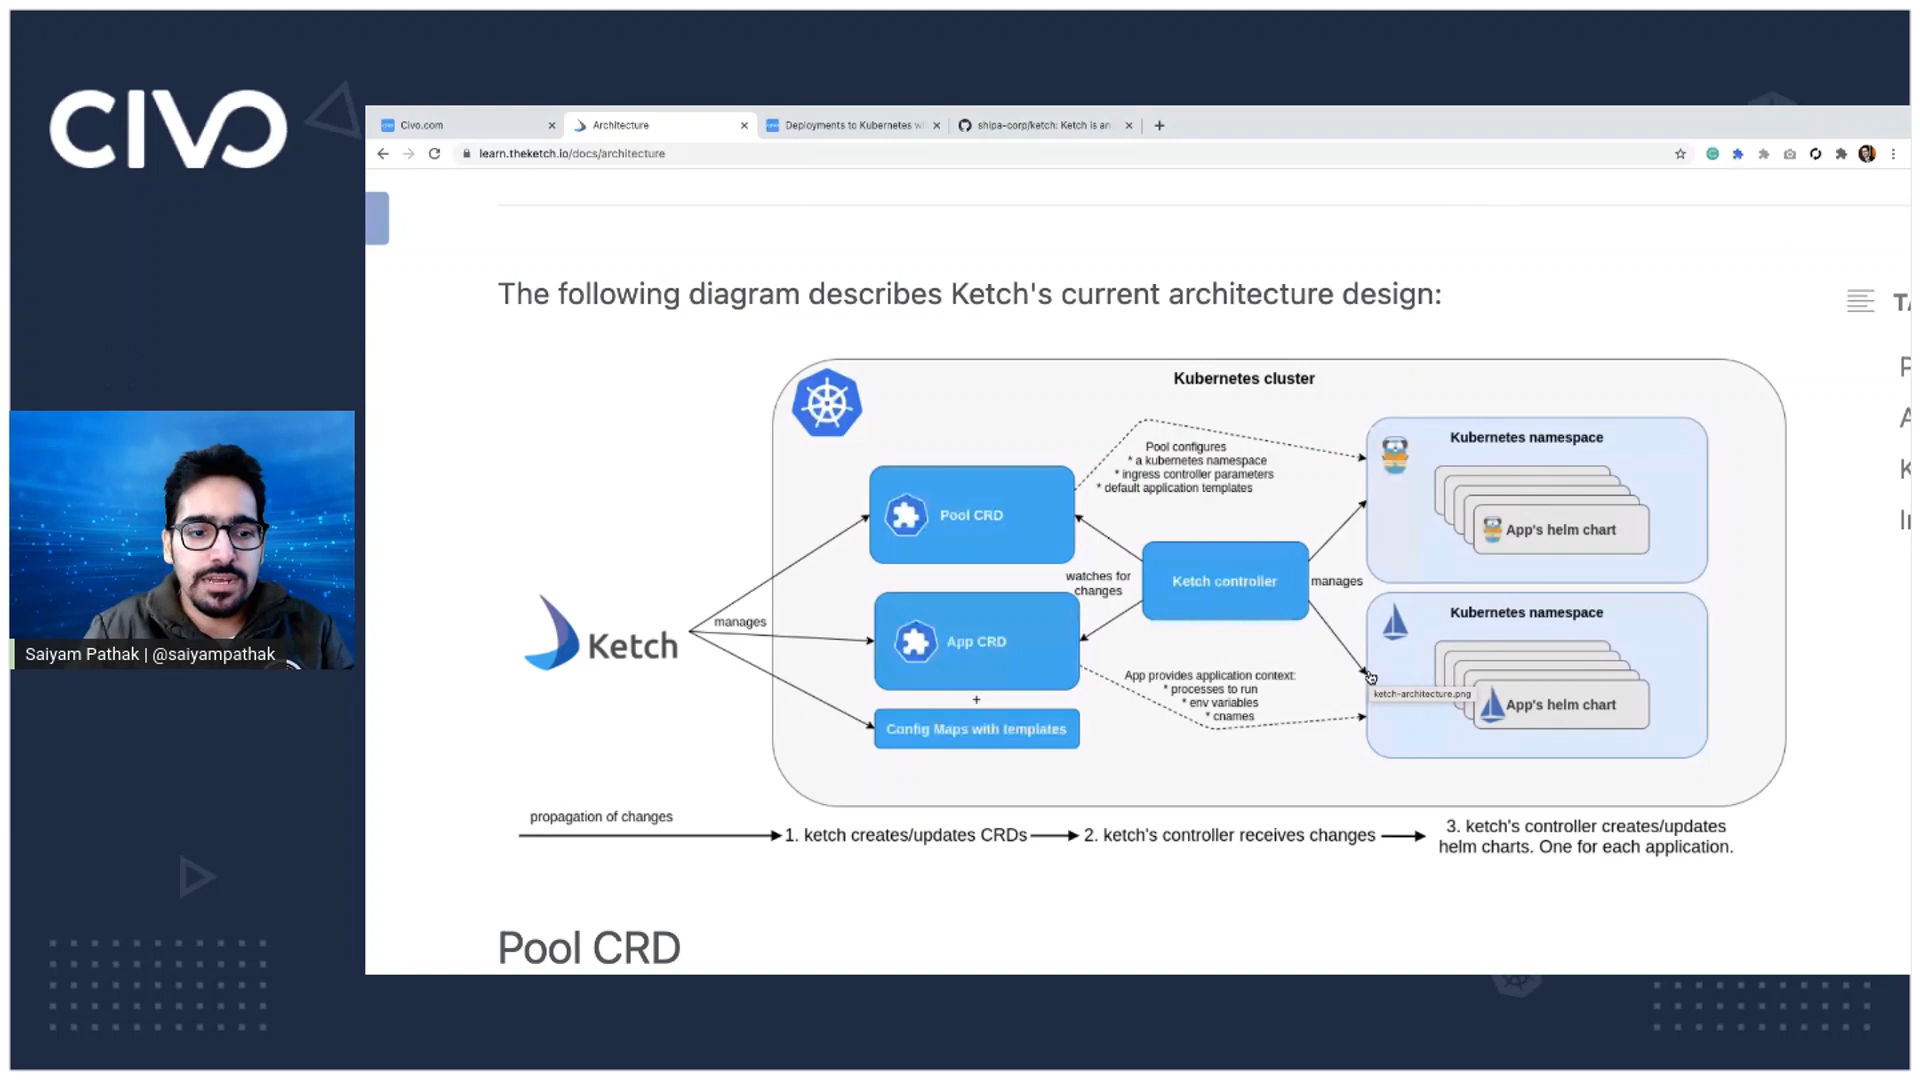 CIVO
Civo.com
Architecture
Deployments to Kubernetes w
shipa-corp/ketch: Ketch is an
learn.theketch.io/docs/architecture
The following diagram describes Ketch's current architecture design:
Kubernetes cluster
Pool configures
* a kubernetes namespace
* ingress controller parameters
* default application templates
Kubernetes namespace
App's helm chart
Pool CRD
watches for
changes
Ketch controller
manages
Kubernetes namespace
App's helm chart
ketch-architecture.png
Ketch
manages
App CRD
+
Config Maps with templates
App provides application context:
* processes to run
* env variables
* cnames
propagation of changes
1. ketch creates/updates CRDs
2. ketch's controller receives changes
3. ketch's controller creates/updates
helm charts. One for each application.
Pool CRD
Saiyam Pathak | @saiyampathak